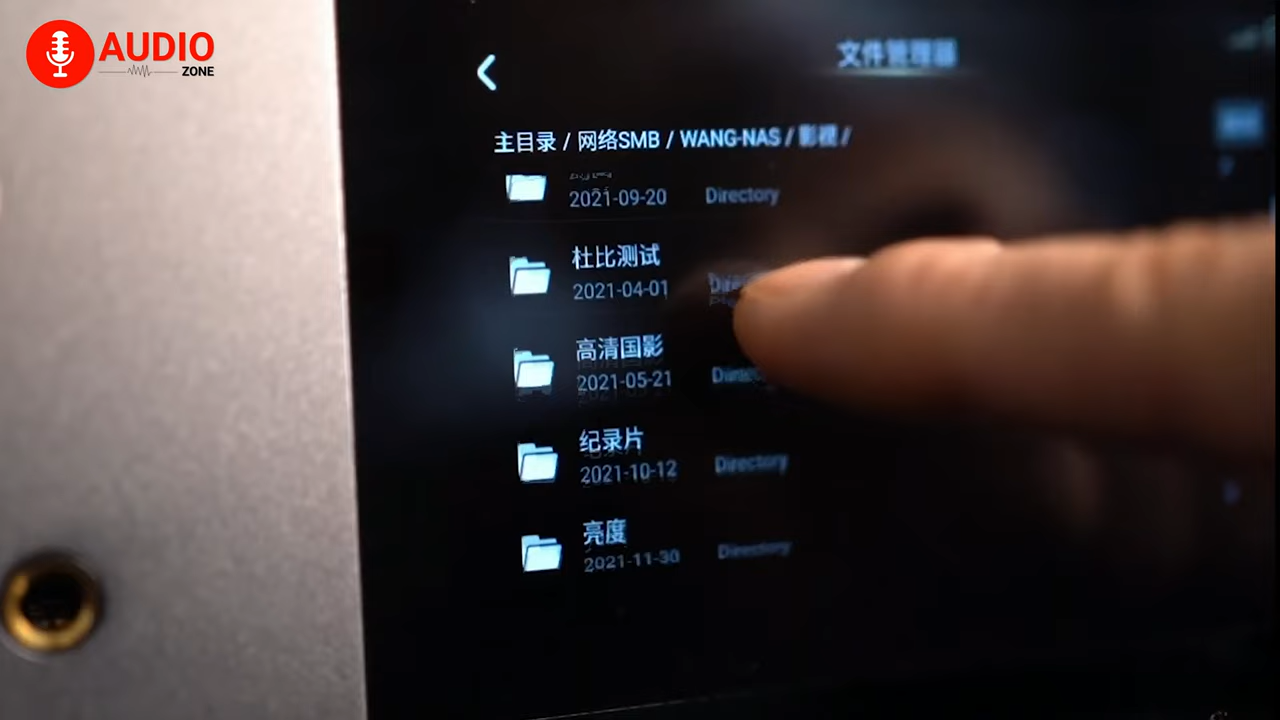 AUDIO
ZONE
文件管理器
主目录 / 网络SMB / WANG-NAS / 影视 /
2021-09-20 Directory
杜比测试
2021-04-01
高清国影
2021-05-21
纪录片
2021-10-12 Directory
亮度
2021-11-30 Directory